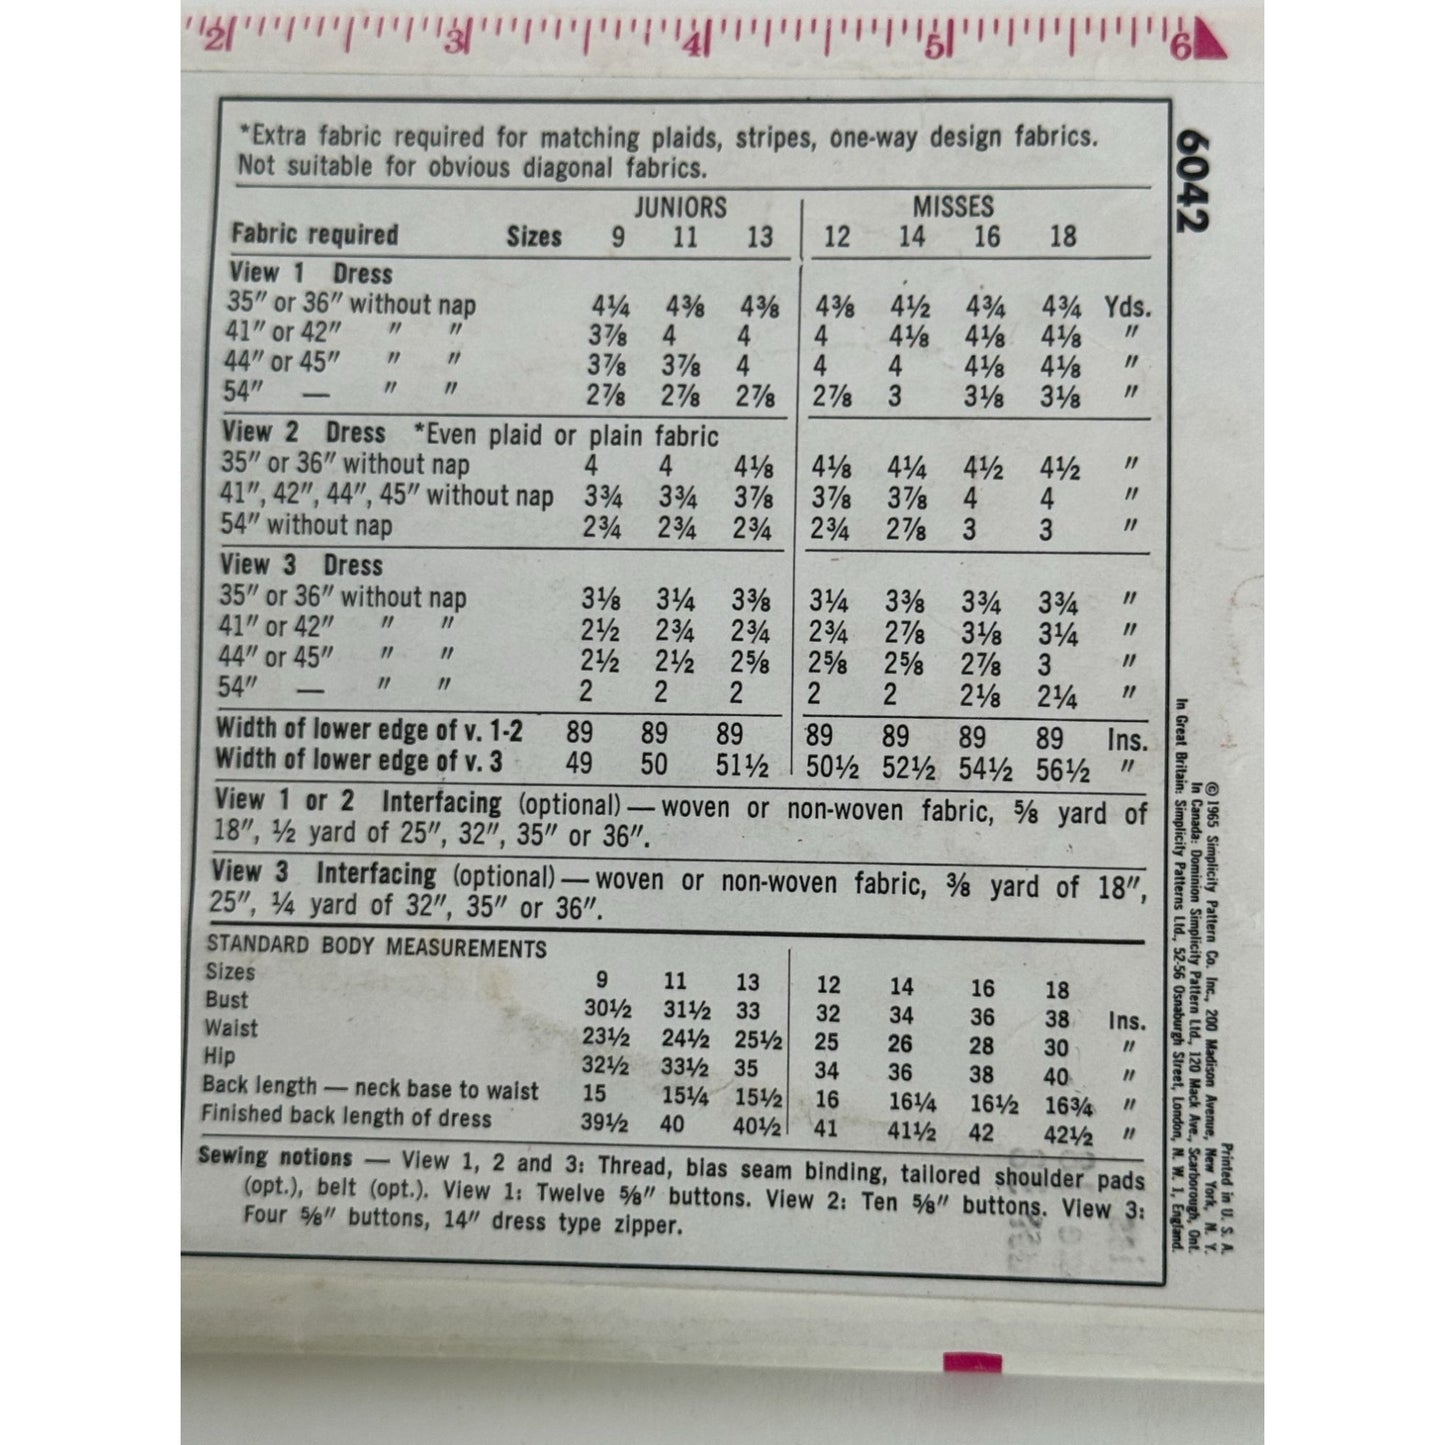 2 3 4 5 6
*Extra fabric required for matching plaids, stripes, one-way design fabrics.
Not suitable for obvious diagonal fabrics.
JUNIORS MISSES
Fabric required Sizes 9 11 13 12 14 16 18
View 1 Dress
35" or 36" without nap 4¼ 4⅜ 4⅜ 4⅜ 4½ 4¾ 4¾ Yds.
41" or 42" " " 3⅞ 4 4 4 4⅛ 4⅛ 4⅛ "
44" or 45" " " 3⅞ 3⅞ 4 4 4 4⅛ 4⅛ "
54" — " " 2⅞ 2⅞ 2⅞ 2⅞ 3 3⅛ 3⅛ "
View 2 Dress *Even plaid or plain fabric
35" or 36" without nap 4 4 4⅛ 4⅛ 4¼ 4½ 4½ "
41", 42", 44", 45" without nap 3¾ 3¾ 3⅞ 3⅞ 3⅞ 4 4 "
54" without nap 2¾ 2¾ 2¾ 2¾ 2⅞ 3 3 "
View 3 Dress
35" or 36" without nap 3⅛ 3¼ 3⅜ 3¼ 3⅜ 3¾ 3¾ "
41" or 42" " " 2½ 2¾ 2¾ 2¾ 2⅞ 3⅛ 3¼ "
44" or 45" " " 2½ 2½ 2⅝ 2⅝ 2⅝ 2⅞ 3 "
54" — " " 2 2 2 2 2 2⅛ 2¼ "
Width of lower edge of v. 1-2 89 89 89 89 89 89 89 Ins.
Width of lower edge of v. 3 49 50 51½ 50½ 52½ 54½ 56½ "
View 1 or 2 Interfacing (optional) — woven or non-woven fabric, ⅝ yard of
18", ½ yard of 25", 32", 35" or 36".
View 3 Interfacing (optional) — woven or non-woven fabric, ⅜ yard of 18",
25", ¼ yard of 32", 35" or 36".
STANDARD BODY MEASUREMENTS
Sizes 9 11 13 12 14 16 18
Bust 30½ 31½ 33 32 34 36 38 Ins.
Waist 23½ 24½ 25½ 25 26 28 30 "
Hip 32½ 33½ 35 34 36 38 40 "
Back length — neck base to waist 15 15¼ 15½ 16 16¼ 16½ 16¾ "
Finished back length of dress 39½ 40 40½ 41 41½ 42 42½ "
Sewing notions — View 1, 2 and 3: Thread, bias seam binding, tailored shoulder pads
(opt.), belt (opt.). View 1: Twelve ⅝" buttons. View 2: Ten ⅝" buttons. View 3:
Four ⅝" buttons, 14" dress type zipper.
6042
Printed in U. S. A.
© 1965 Simplicity Pattern Co. Inc., 200 Madison Avenue, New York, N. Y.
In Canada: Dominion Simplicity Pattern Ltd., 120 Mack Ave., Scarborough, Ont.
In Great Britain: Simplicity Patterns Ltd., 52-56 Osnaburgh Street, London, N. W. 1, England.